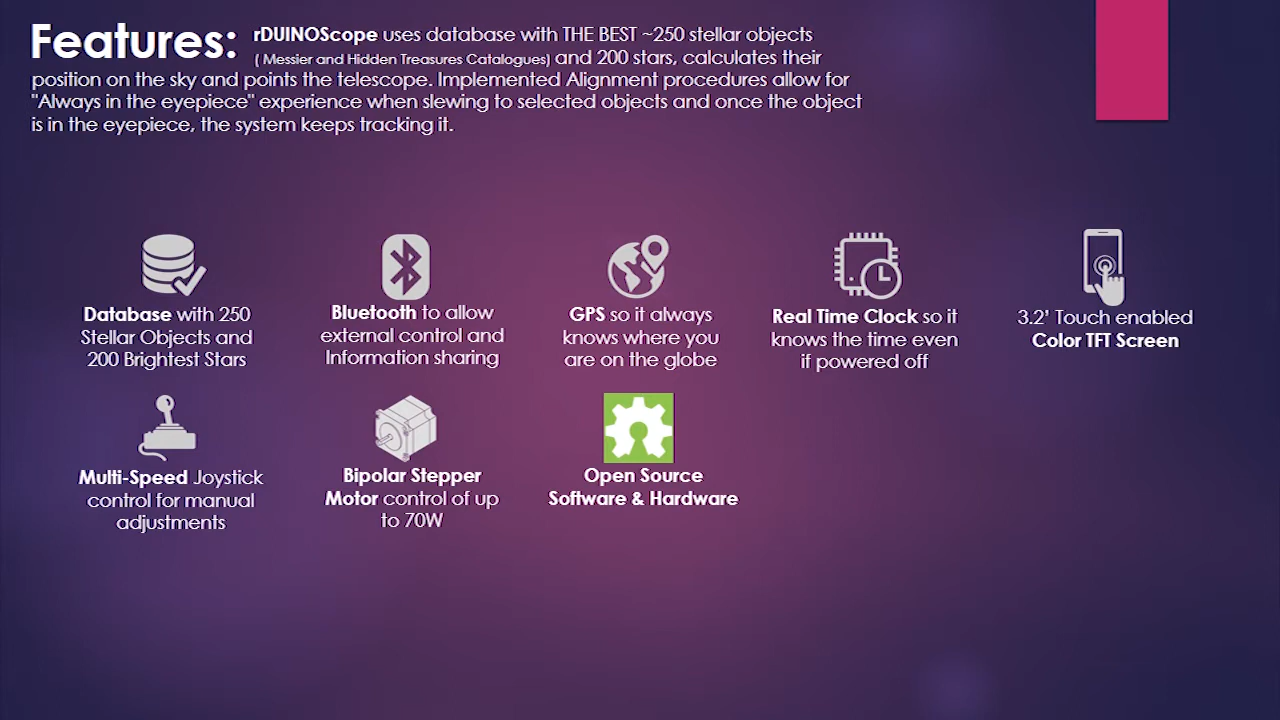 Features: rDUINOScope uses database with THE BEST ~250 stellar objects
( Messier and Hidden Treasures Catalogues) and 200 stars, calculates their
position on the sky and points the telescope. Implemented Alignment procedures allow for
"Always in the eyepiece" experience when slewing to selected objects and once the object
is in the eyepiece, the system keeps tracking it.
Database with 250
Stellar Objects and
200 Brightest Stars
Bluetooth to allow
external control and
Information sharing
GPS so it always
knows where you
are on the globe
Real Time Clock so it
knows the time even
if powered off
3.2' Touch enabled
Color TFT Screen
Multi-Speed Joystick
control for manual
adjustments
Bipolar Stepper
Motor control of up
to 70W
Open Source
Software & Hardware